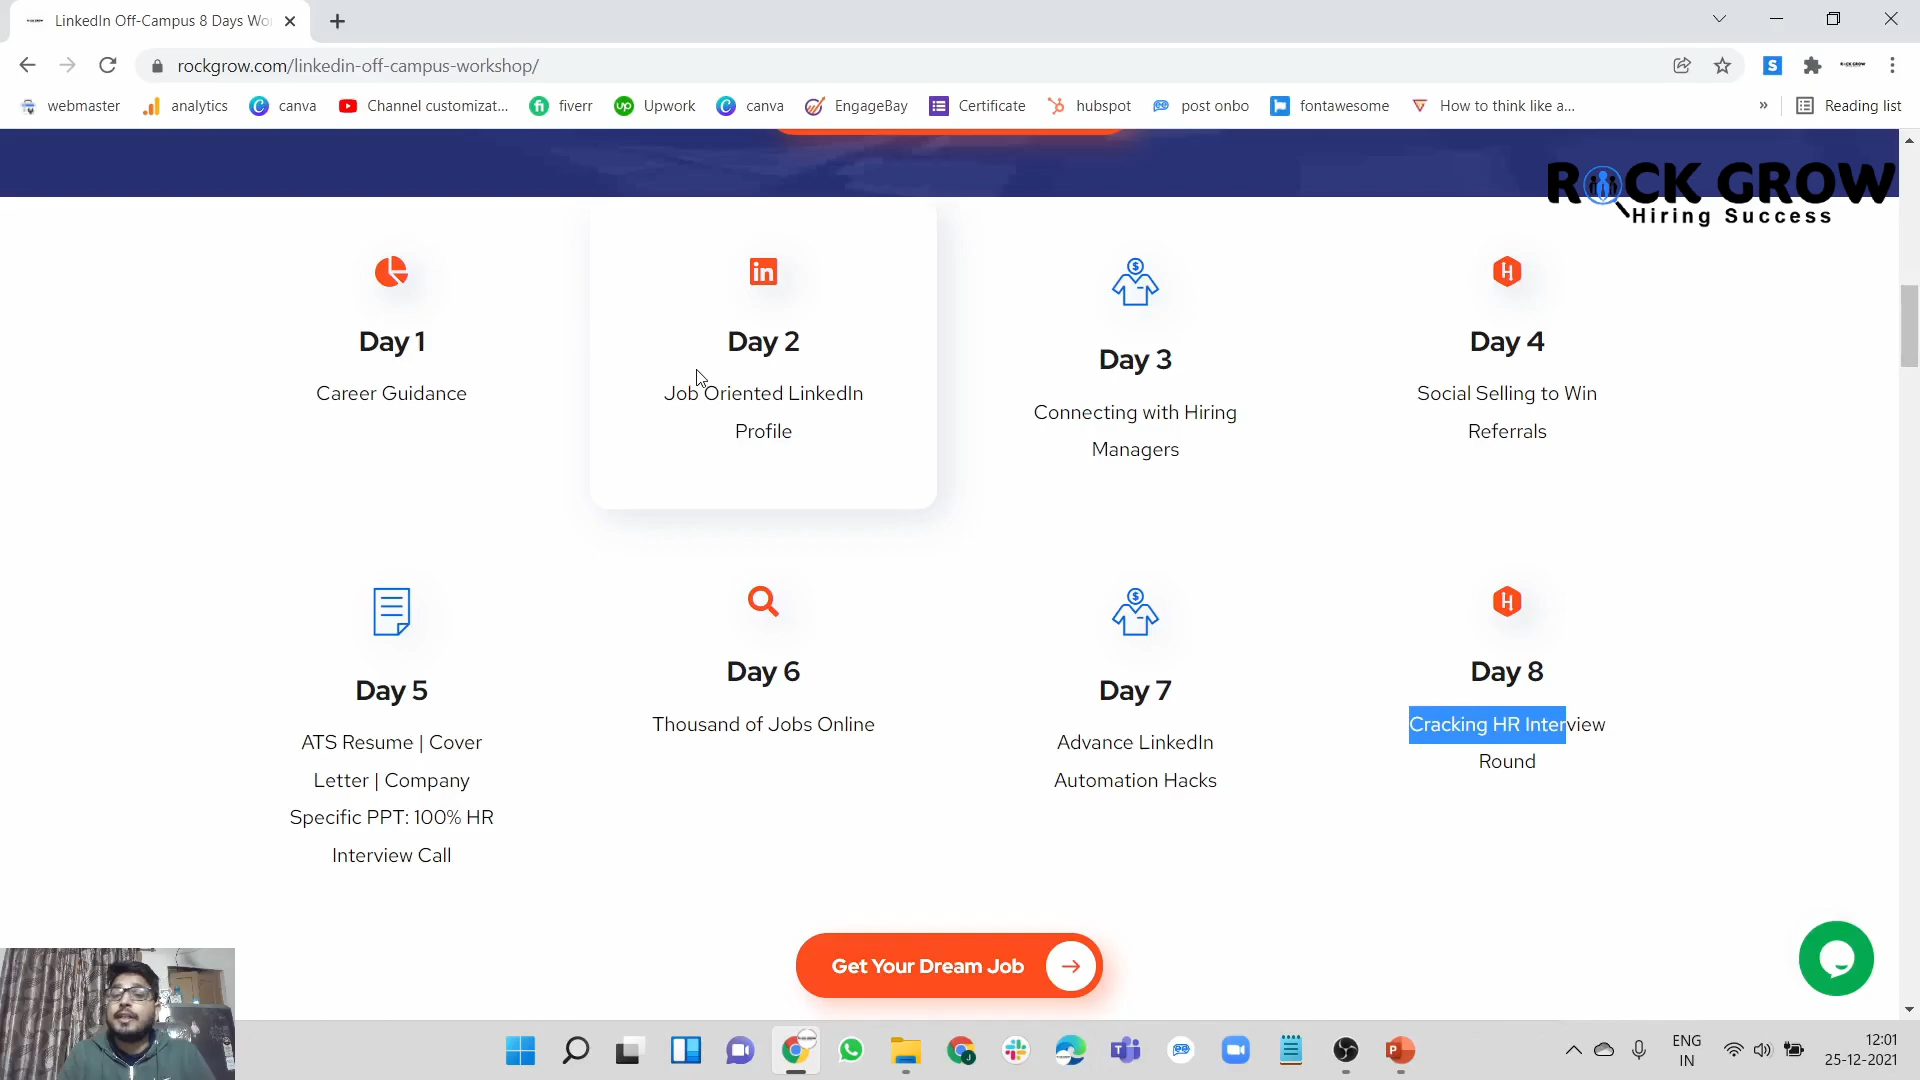 LinkedIn Off-Campus 8 Days Wo
rockgrow.com/linkedin-off-campus-workshop/
S
webmaster
analytics
canva
Channel customizat...
fiverr
Upwork
canva
EngageBay
Certificate
hubspot
post onbo
fontawesome
How to think like a...
»
Reading list
ROCK GROW
Hiring Success
Day 1
Career Guidance
in
Day 2
Job Oriented LinkedIn
Profile
Day 3
Connecting with Hiring
Managers
H
Day 4
Social Selling to Win
Referrals
Day 5
ATS Resume | Cover
Letter | Company
Specific PPT: 100% HR
Interview Call
Day 6
Thousand of Jobs Online
Day 7
Advance LinkedIn
Automation Hacks
H
Day 8
Cracking HR Interview
Round
Get Your Dream Job
ENG
IN
12:01
25-12-2021